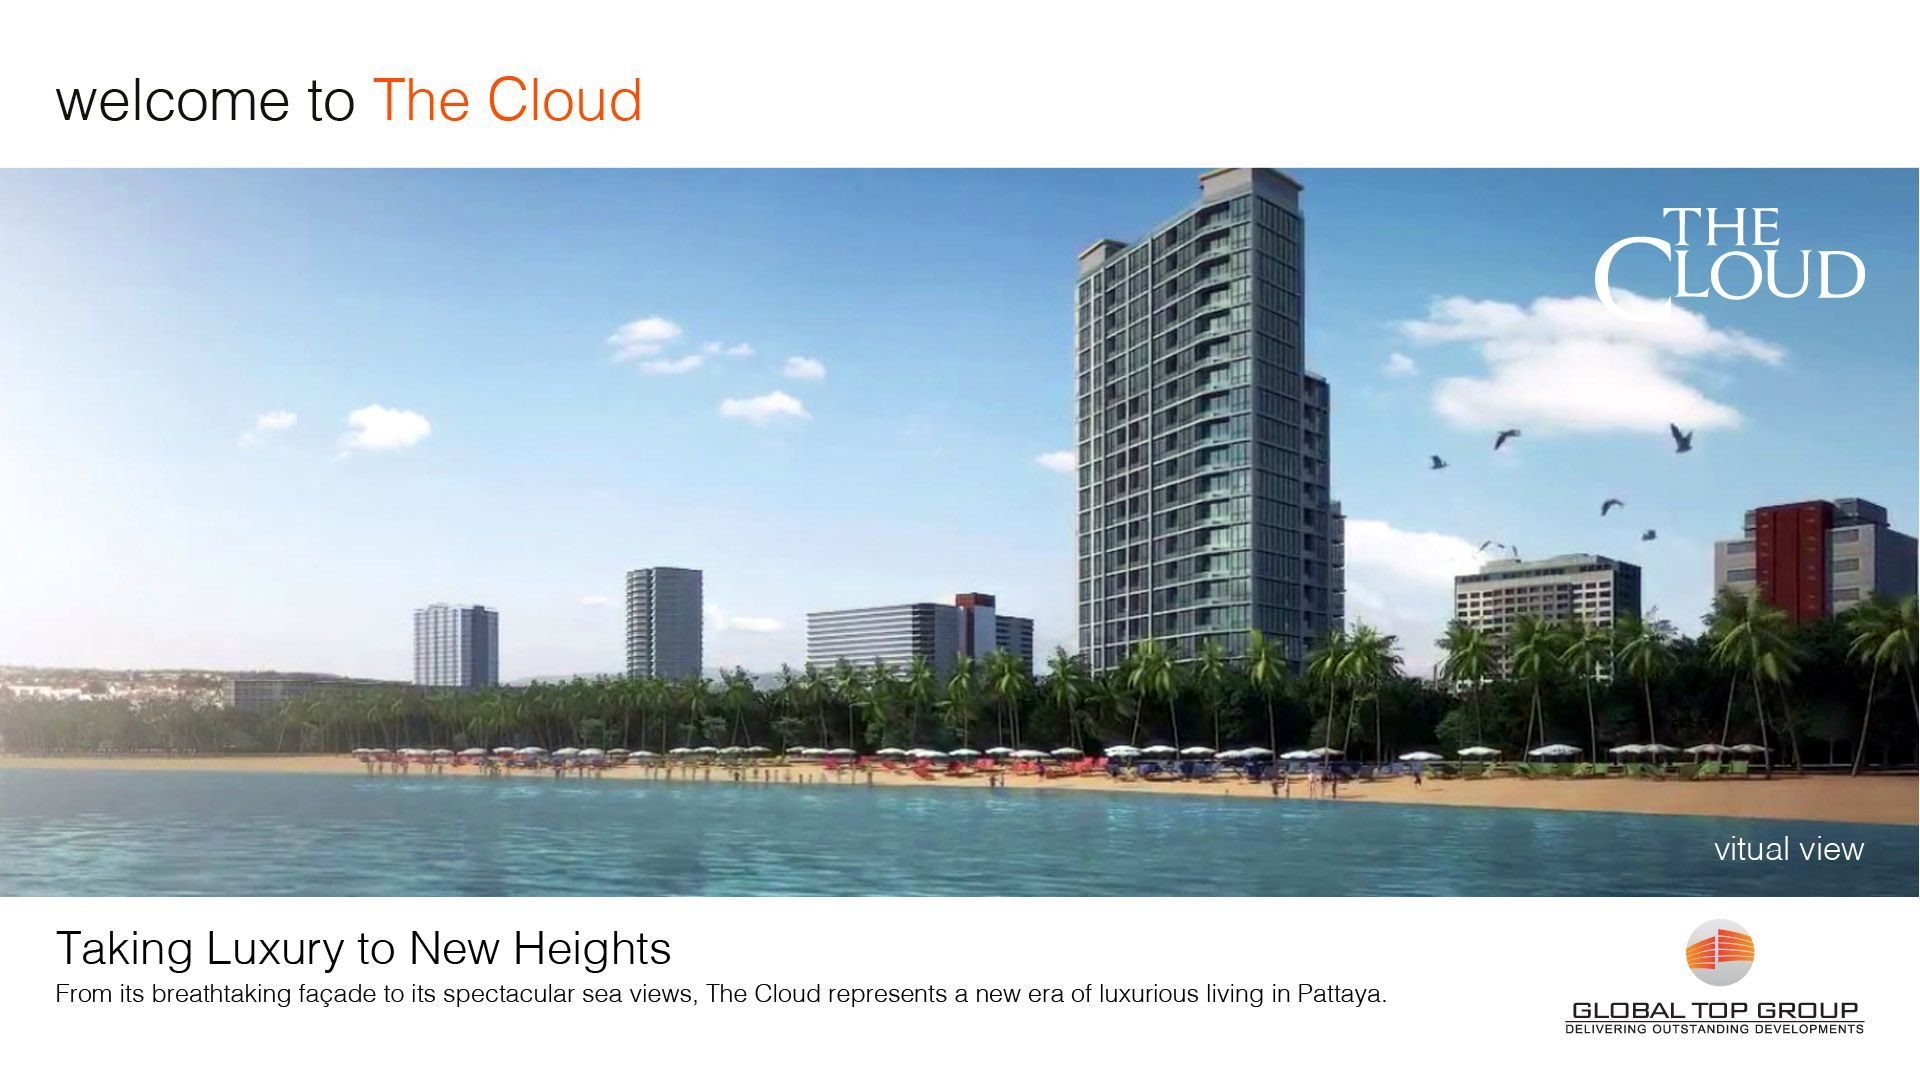 welcome to The Cloud
THE
CLOUD
vitual view
Taking Luxury to New Heights
From its breathtaking façade to its spectacular sea views, The Cloud represents a new era of luxurious living in Pattaya.
GLOBAL TOP GROUP
DELIVERING OUTSTANDING DEVELOPMENTS